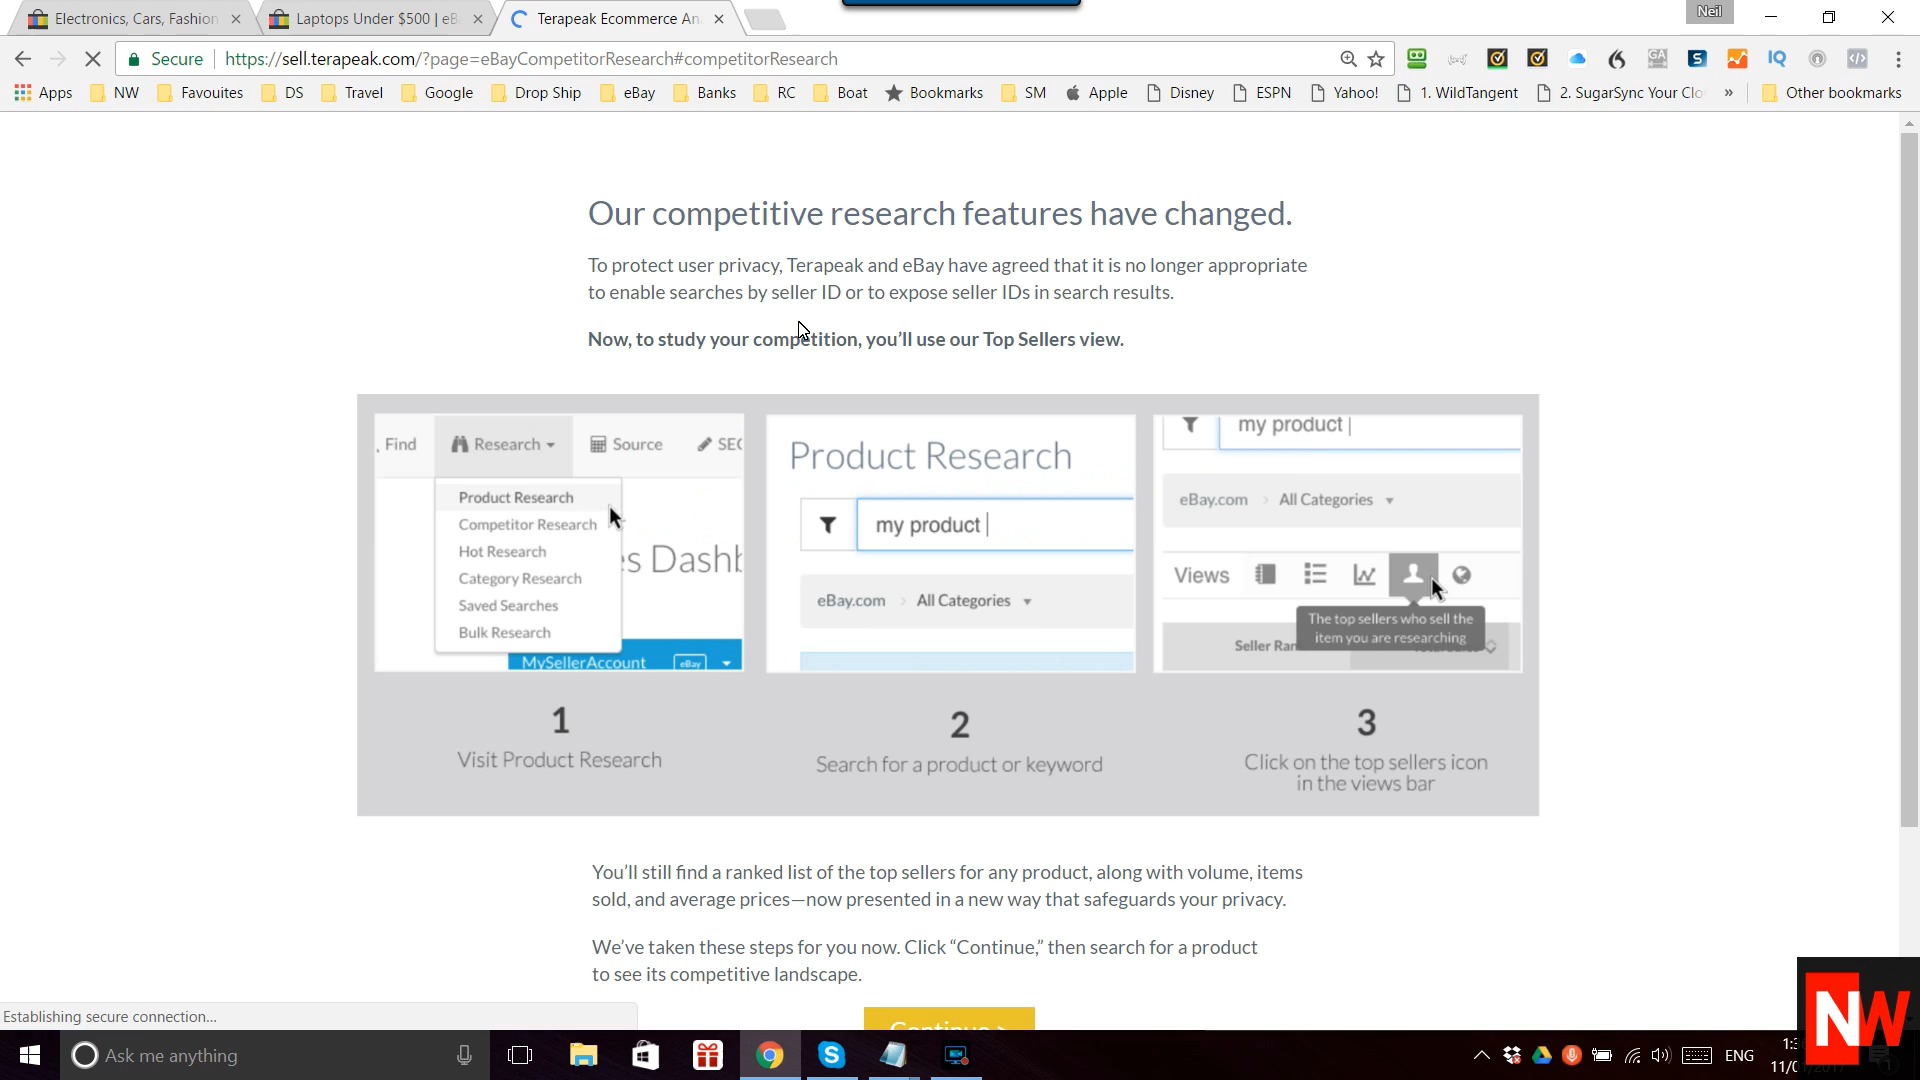 Electronics, Cars, Fashion
Laptops Under $500 | eB
Terapeak Ecommerce An
Neil
Secure
https://sell.terapeak.com/?page=eBayCompetitorResearch#competitorResearch
Apps
NW
Favouites
DS
Travel
Google
Drop Ship
eBay
Banks
RC
Boat
Bookmarks
SM
Apple
Disney
ESPN
Yahoo!
1. WildTangent
2. SugarSync Your Clo
»
Other bookmarks
Our competitive research features have changed.
To protect user privacy, Terapeak and eBay have agreed that it is no longer appropriate
to enable searches by seller ID or to expose seller IDs in search results.
Now, to study your competition, you’ll use our Top Sellers view.
Find
Research
Source
SEO
Product Research
Competitor Research
Hot Research
Category Research
Saved Searches
Bulk Research
es Dashb
MySellerAccount
eBay
Product Research
my product
eBay.com
All Categories
my product
eBay.com
All Categories
Views
The top sellers who sell the
item you are researching
Seller Ran
1
Visit Product Research
2
Search for a product or keyword
3
Click on the top sellers icon
in the views bar
You’ll still find a ranked list of the top sellers for any product, along with volume, items
sold, and average prices—now presented in a new way that safeguards your privacy.
We’ve taken these steps for you now. Click “Continue,” then search for a product
to see its competitive landscape.
Continue >
Establishing secure connection...
Ask me anything
ENG
NW